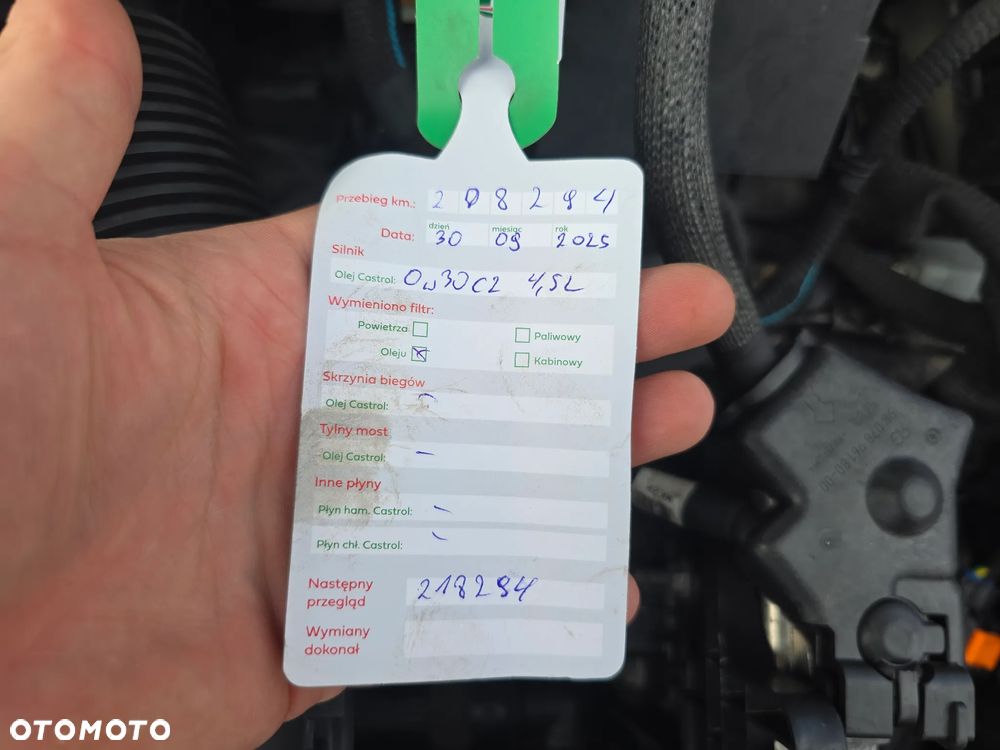 Przebieg km.: 208294
Data: dzień 30 miesiąc 09 rok 2025
Silnik
Olej Castrol: 0w30C2 4,5L
Wymieniono filtr:
Powietrza Paliwowy
Oleju Kabinowy
Skrzynia biegów
Olej Castrol: -
Tylny most
Olej Castrol: -
Inne płyny
Płyn ham. Castrol: -
Płyn chł. Castrol: -
Następny przegląd 218294
Wymiany dokonał
OTOMOTO